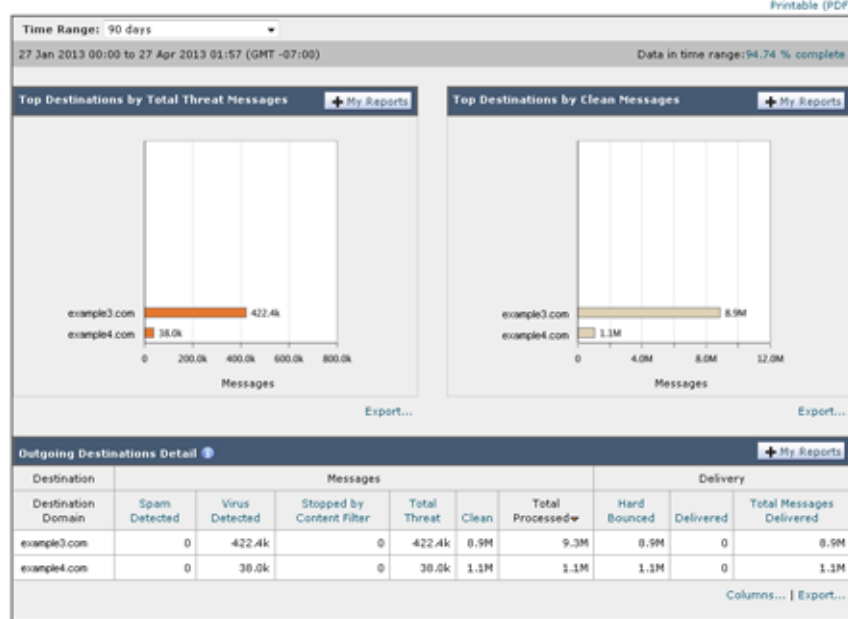 Printable (PDF
Time Range: 90 days
27 Jan 2013 00:00 to 27 Apr 2013 01:57 (GMT -07:00) Data in time range:94.74 % complete
Top Destinations by Total Threat Messages + My Reports
Top Destinations by Clean Messages + My Reports
example3.com 422.4k
example4.com 38.0k
0 200.0k 400.0k 600.0k 800.0k
Messages
Export...
example3.com 8.9M
example4.com 1.1M
0 4.0M 8.0M 12.0M
Messages
Export...
Outgoing Destinations Detail + My Reports
Destination Messages Delivery
Destination Domain Spam Detected Virus Detected Stopped by Content Filter Total Threat Clean Total Processed Hard Bounced Delivered Total Messages Delivered
example3.com 0 422.4k 0 422.4k 8.9M 9.3M 8.9M 0 8.9M
example4.com 0 38.0k 0 38.0k 1.1M 1.1M 1.1M 0 1.1M
Columns... | Export...